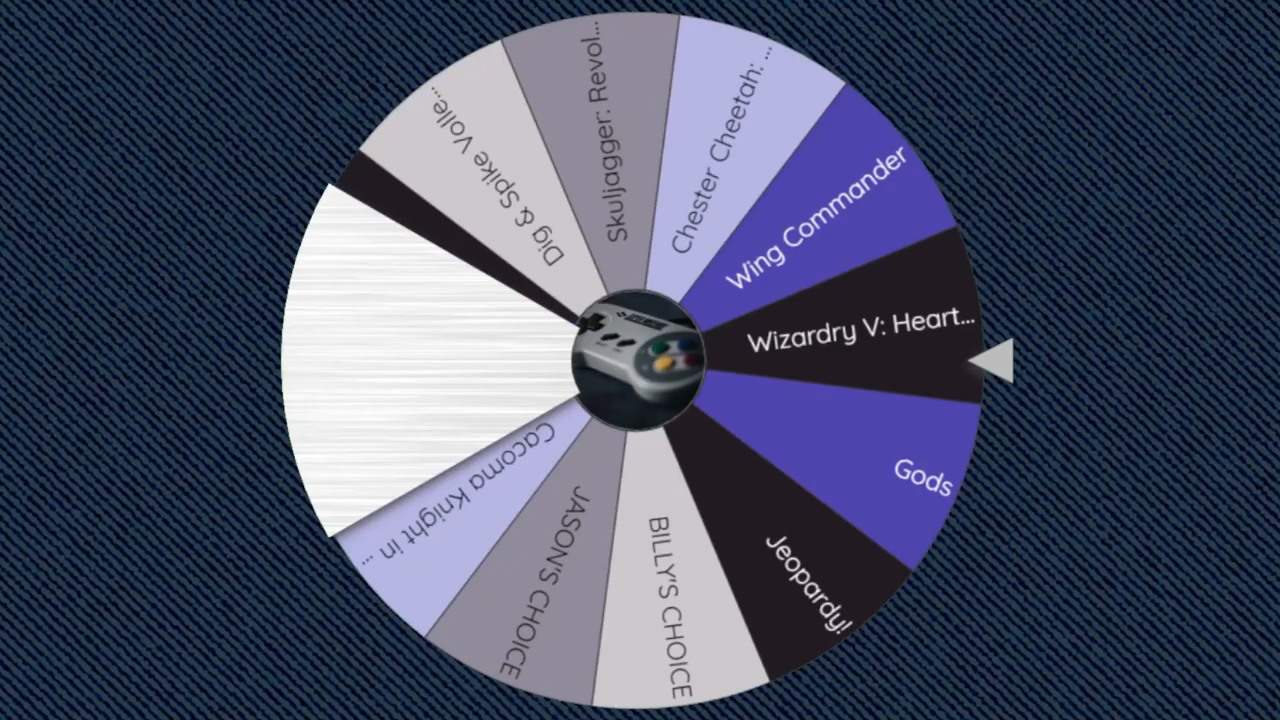 Skuljagger: Revol...
Chester Cheetah: ...
Wing Commander
Wizardry V: Heart...
Gods
Jeopardy!
BILLY'S CHOICE
JASON'S CHOICE
Cacoma Knight in ...
Dig & Spike Volle...